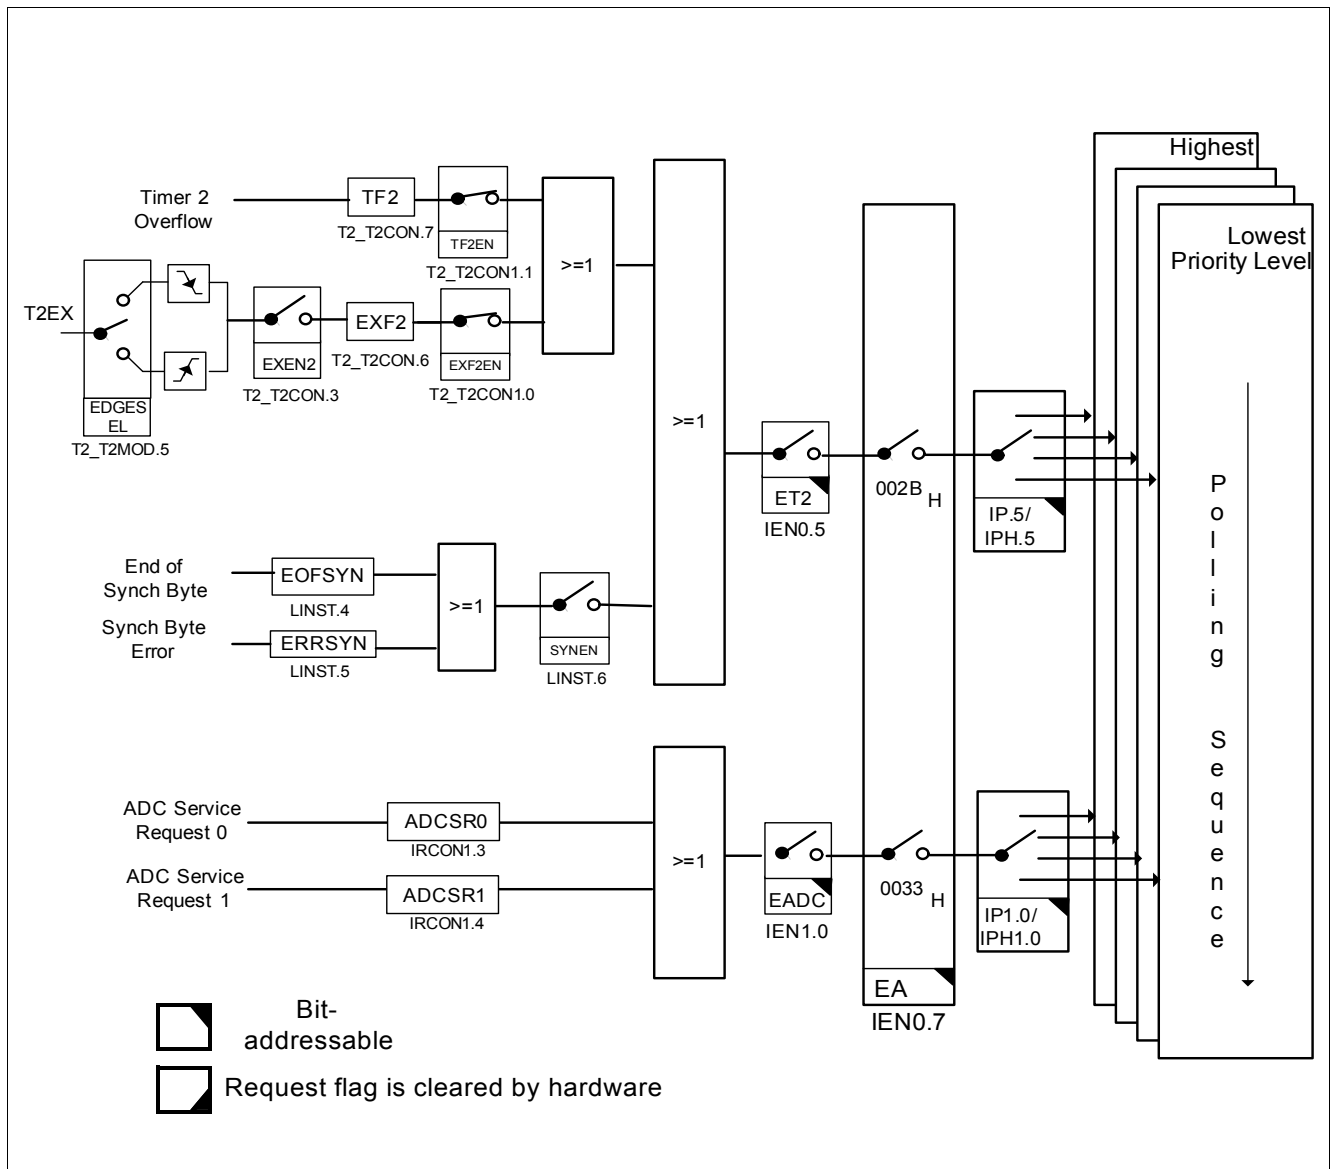 Highest
Lowest
Priority Level
Timer 2
Overflow
TF2
T2_T2CON.7
TF2EN
T2_T2CON1.1
>=1
T2EX
EDGES
EL
T2_T2MOD.5
EXEN2
T2_T2CON.3
EXF2
T2_T2CON.6
EXF2EN
T2_T2CON1.0
>=1
ET2
IEN0.5
002B H
IP.5/
IPH.5
End of
Synch Byte
EOFSYN
LINST.4
Synch Byte
Error
ERRSYN
LINST.5
>=1
SYNEN
LINST.6
Polling Sequence
ADC Service
Request 0
ADCSR0
IRCON1.3
ADC Service
Request 1
ADCSR1
IRCON1.4
>=1
EADC
IEN1.0
0033 H
IP1.0/
IPH1.0
EA
IEN0.7
Bit-
addressable
Request flag is cleared by hardware